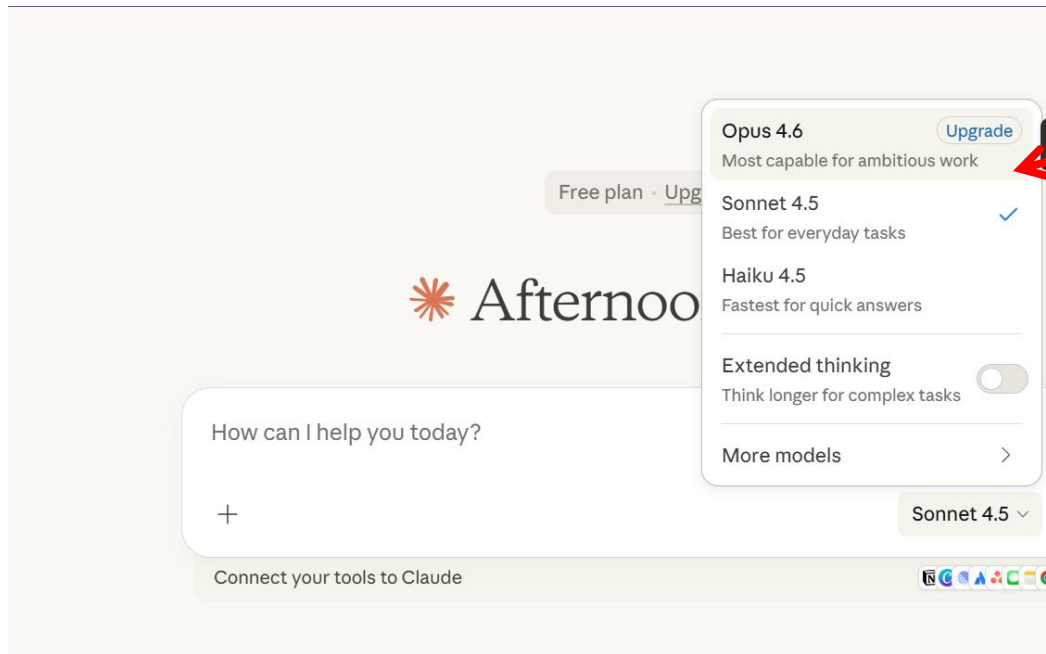 Opus 4.6 Upgrade
Most capable for ambitious work
Free plan · Upg
Sonnet 4.5
Best for everyday tasks
Haiku 4.5
Fastest for quick answers
Afternoo
Extended thinking
Think longer for complex tasks
How can I help you today?
More models
Sonnet 4.5
Connect your tools to Claude